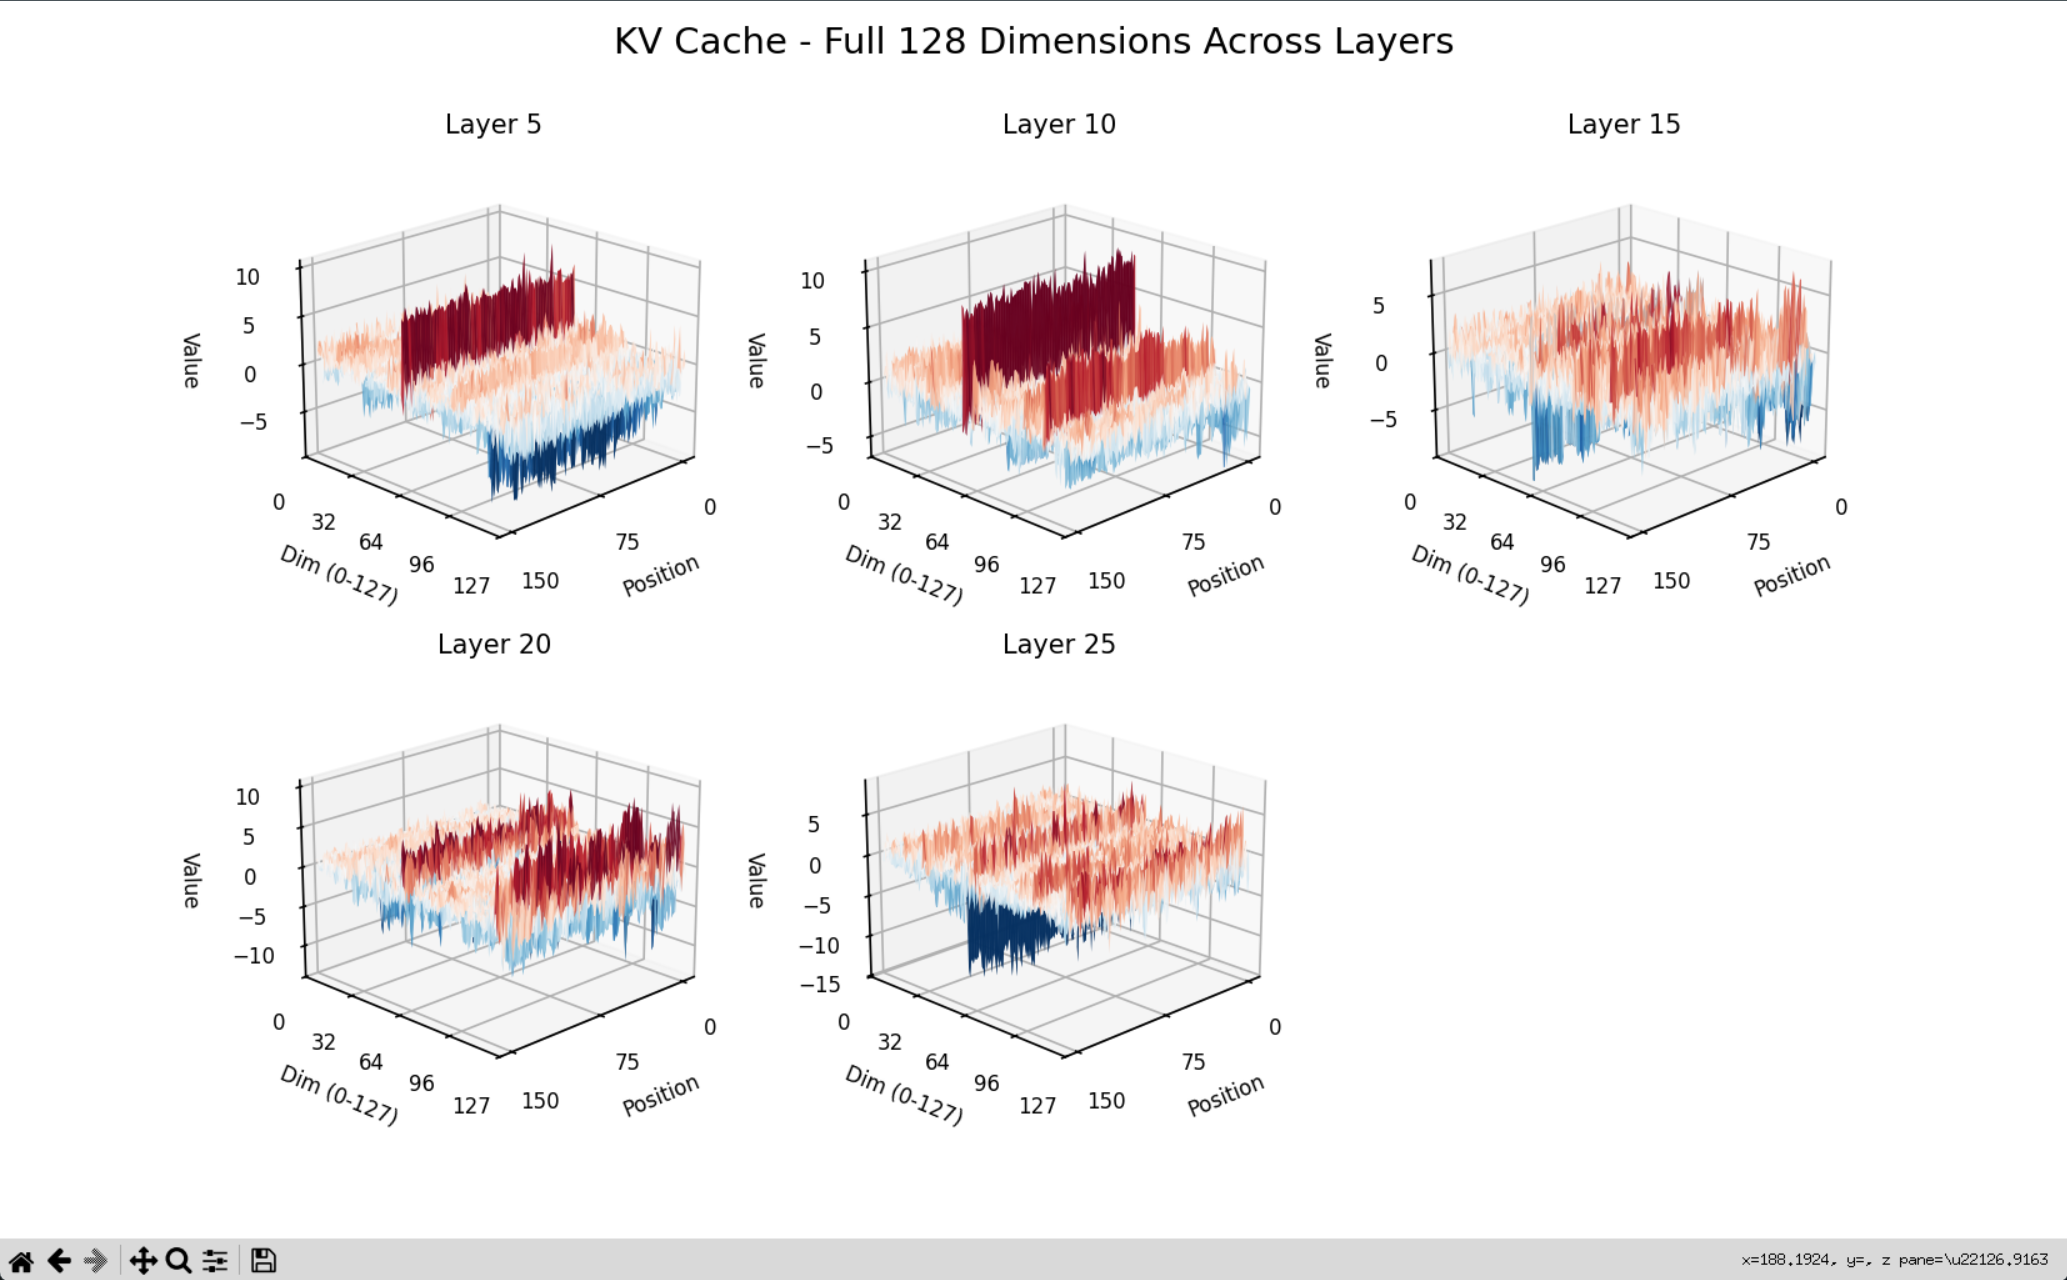 KV Cache - Full 128 Dimensions Across Layers
Layer 5
10
5
0
−5
Value
0
32
64
96
127
Dim (0-127)
150
75
0
Position
Layer 10
10
5
0
−5
Value
0
32
64
96
127
Dim (0-127)
150
75
0
Position
Layer 15
5
0
−5
Value
0
32
64
96
127
Dim (0-127)
150
75
0
Position
Layer 20
10
5
0
−5
−10
Value
0
32
64
96
127
Dim (0-127)
150
75
0
Position
Layer 25
5
0
−5
−10
−15
Value
0
32
64
96
127
Dim (0-127)
150
75
0
Position
x=188.1924, y=, z pane=\u22126.9163